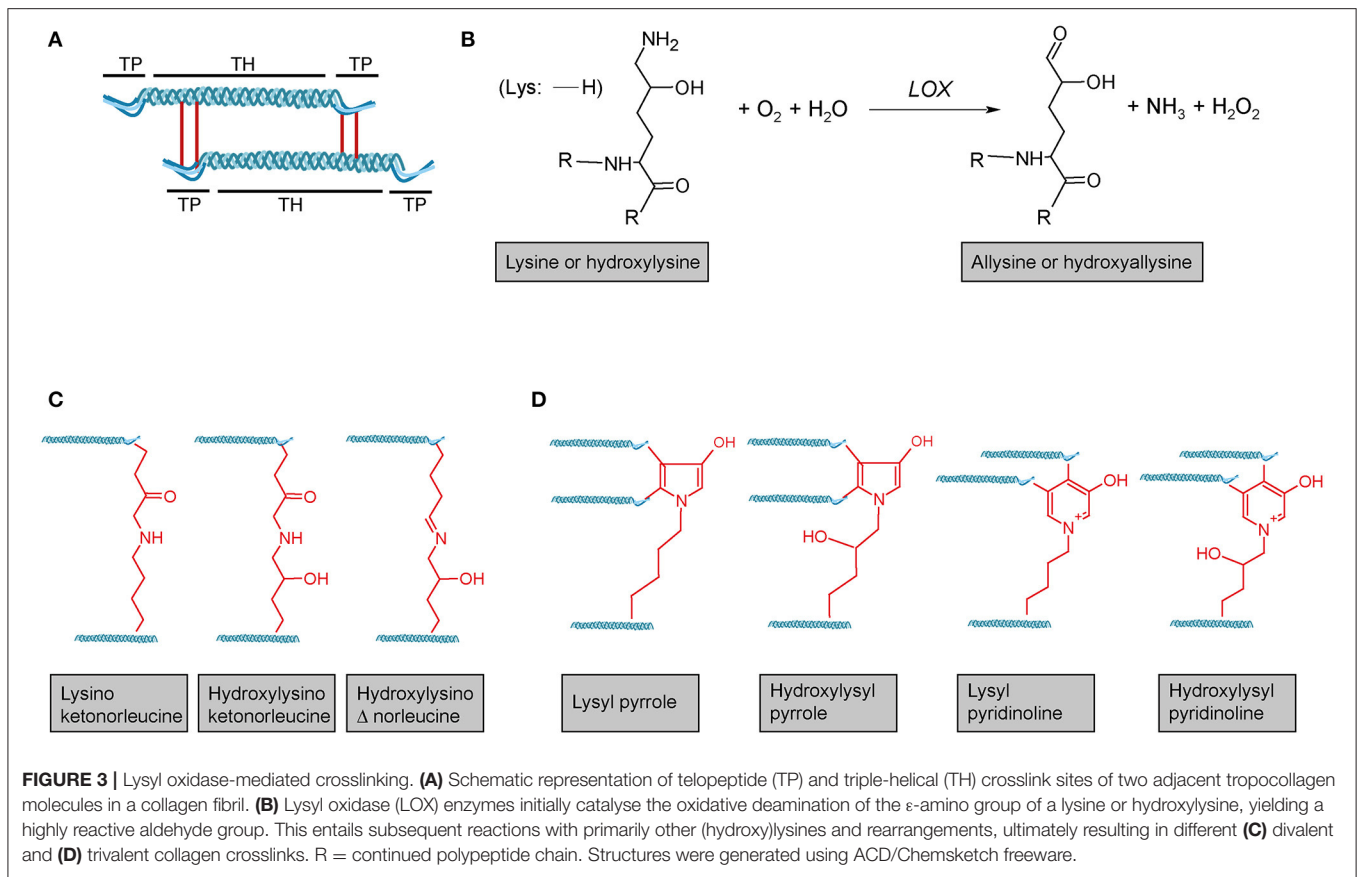 A
TP
TH
TP
TP
TH
TP
B
(Lys: — H)
NH2
OH
R
NH
O
R
+ O2 + H2O
LOX
O
OH
R
NH
O
R
+ NH3 + H2O2
Lysine or hydroxylysine
Allysine or hydroxyallysine
C
O
NH
O
NH
OH
N
OH
Lysino
ketonorleucine
Hydroxylysino
ketonorleucine
Hydroxylysino
Δ norleucine
D
OH
N
OH
N
HO
OH
N
+
OH
N
+
HO
Lysyl pyrrole
Hydroxylysyl
pyrrole
Lysyl
pyridinoline
Hydroxylysyl
pyridinoline
FIGURE 3 | Lysyl oxidase-mediated crosslinking. (A) Schematic representation of telopeptide (TP) and triple-helical (TH) crosslink sites of two adjacent tropocollagen
molecules in a collagen fibril. (B) Lysyl oxidase (LOX) enzymes initially catalyse the oxidative deamination of the ε-amino group of a lysine or hydroxylysine, yielding a
highly reactive aldehyde group. This entails subsequent reactions with primarily other (hydroxy)lysines and rearrangements, ultimately resulting in different (C) divalent
and (D) trivalent collagen crosslinks. R = continued polypeptide chain. Structures were generated using ACD/Chemsketch freeware.